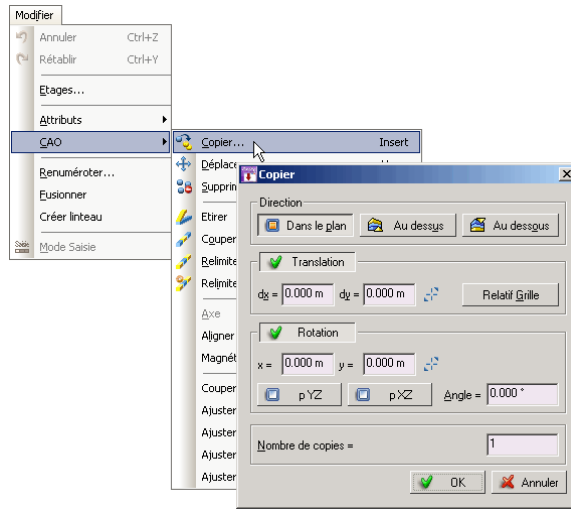 Modifier
Annuler Ctrl+Z
Rétablir Ctrl+Y
Etages...
Attributs
CAO
Renuméroter...
Fusionner
Créer linteau
Saisie
Mode Saisie
Copier... Insert
Déplace
Supprin
Etirer
Couper
Relimite
Relimite
Axe
Aligner
Magnét
Couper
Ajuster
Ajuster
Ajuster
Ajuster
Copier
Direction
Dans le plan
Au dessus
Au dessous
Translation
dx = 0.000 m dy = 0.000 m
Relatif Grille
Rotation
x = 0.000 m y = 0.000 m
pYZ
pXZ
Angle = 0.000 °
Nombre de copies = 1
OK
Annuler